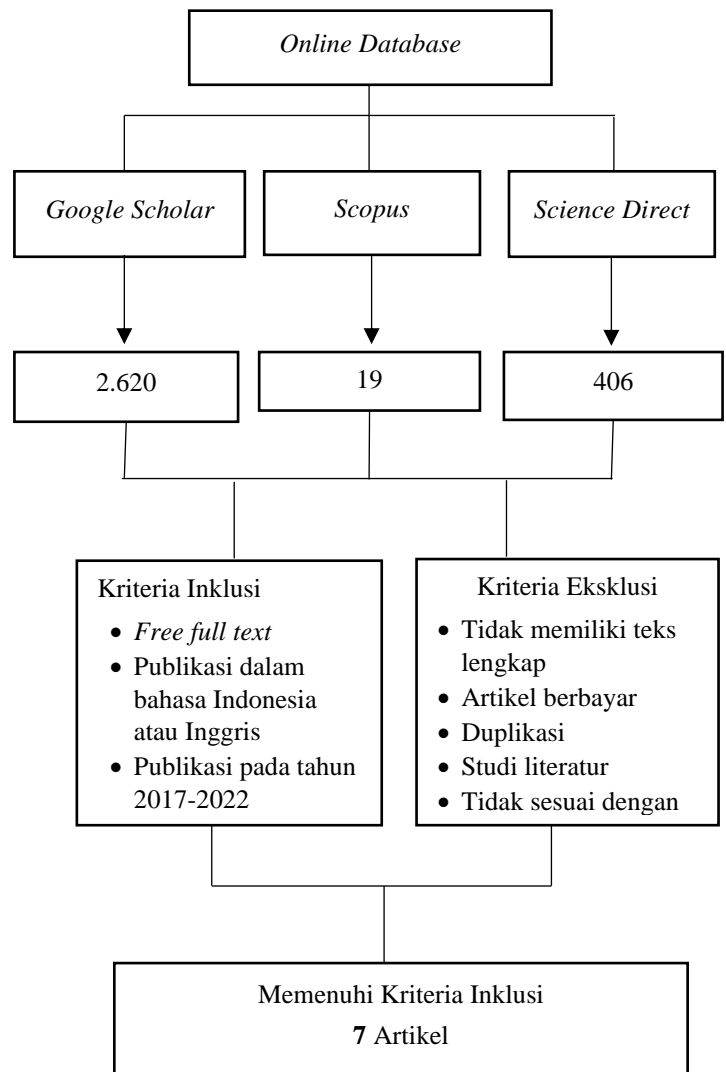 Online Database
Google Scholar
Scopus
Science Direct
2.620
19
406
Kriteria Inklusi
• Free full text
• Publikasi dalam
bahasa Indonesia
atau Inggris
• Publikasi pada tahun
2017-2022
Kriteria Eksklusi
• Tidak memiliki teks
lengkap
• Artikel berbayar
• Duplikasi
• Studi literatur
• Tidak sesuai dengan
Memenuhi Kriteria Inklusi
7 Artikel